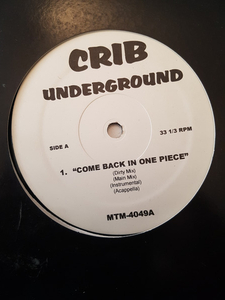 CRIB
UNDERGROUND
SIDE A 33 1/3 RPM
1. "COME BACK IN ONE PIECE"
(Dirty Mix)
(Main Mix)
(Instrumental)
(Acappella)
MTM-4049A